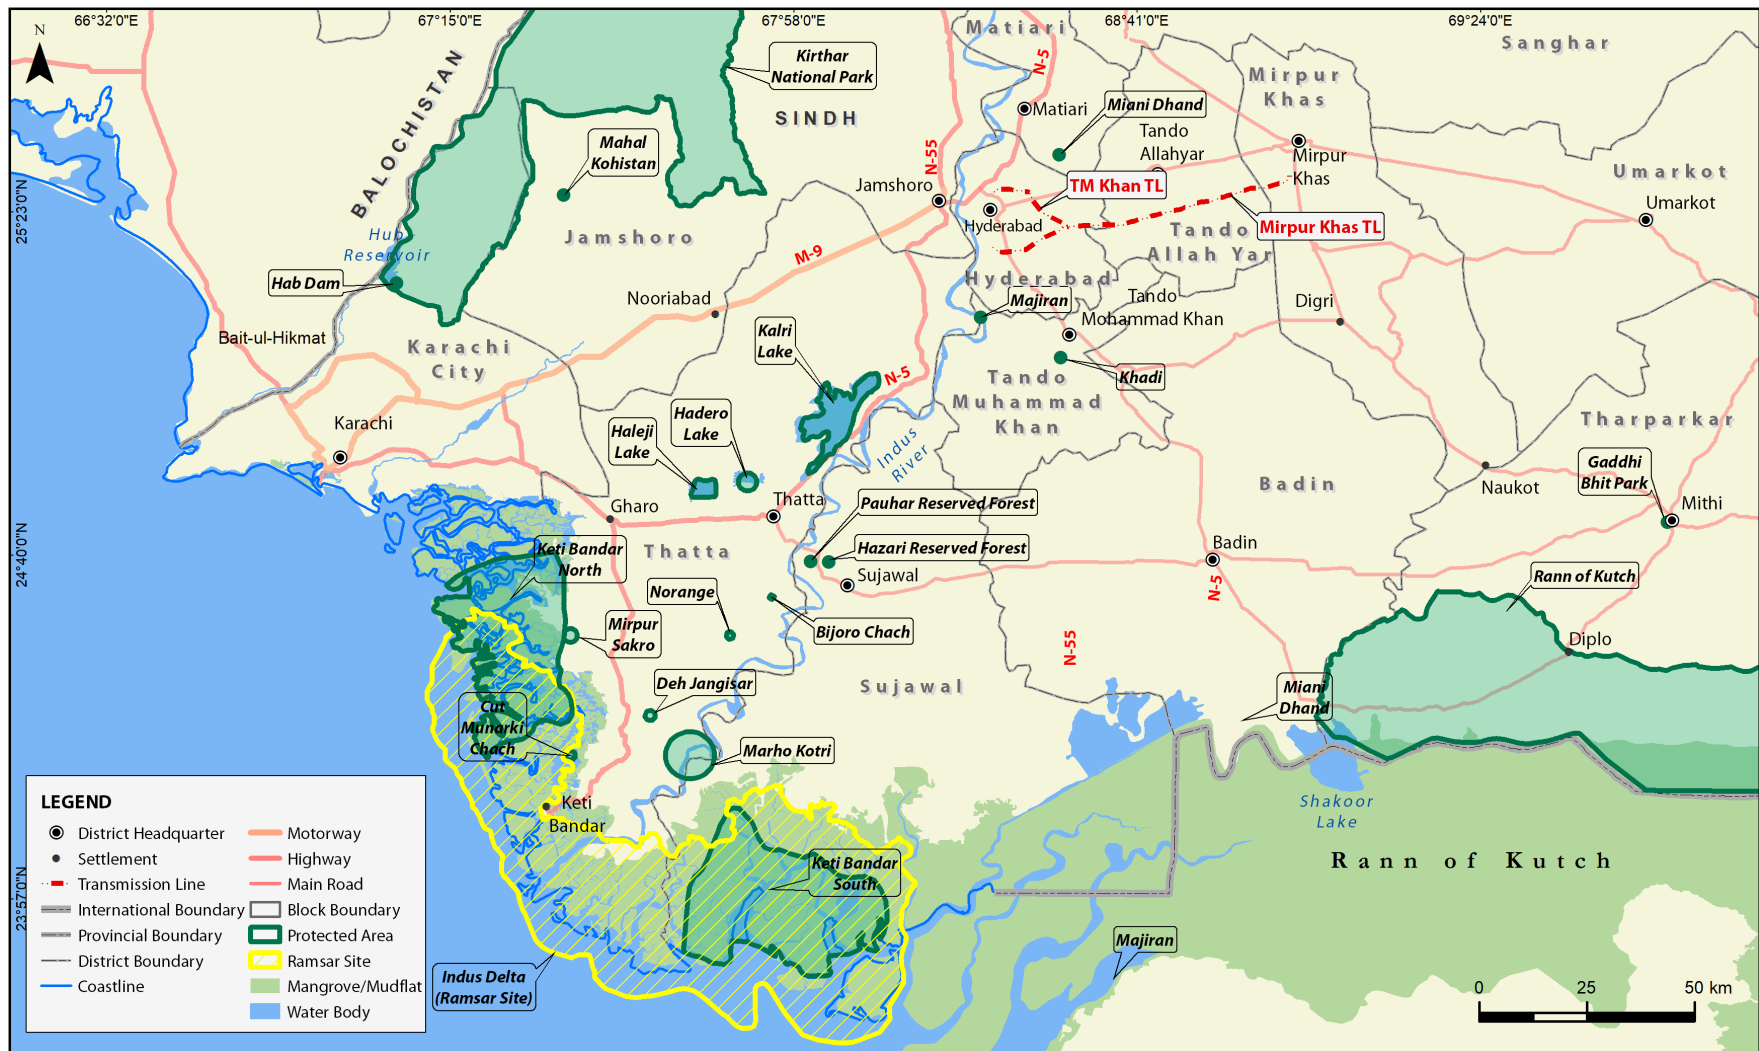 66°32'0"E
67°15'0"E
67°58'0"E
68°41'0"E
69°24'0"E
N
25°23'0"N
24°40'0"N
23°57'0"N
Matiari
Sanghar
Kirthar
National Park
N-5
Mirpur
Khas
BALOCHISTAN
SINDH
Matiari
Miani Dhand
Mahal
Kohistan
Tando
Allahyar
N-55
Mirpur
Khas
Umarkot
Jamshoro
TM Khan TL
Umarkot
Hyderabad
Mirpur Khas TL
Hub
Reservoir
Jamshoro
M-9
Tando
Allah Yar
Hab Dam
Hyderabad
Nooriabad
Majiran
Tando
Mohammad Khan
Digri
Bait-ul-Hikmat
Karachi
City
Kalri
Lake
N-5
Khadi
Tando
Muhammad
Khan
Karachi
Hadero
Lake
Haleji
Lake
Indus
River
Tharparkar
Gaddhi
Bhit Park
Naukot
Badin
Mithi
Gharo
Thatta
Pauhar Reserved Forest
Keti Bandar
North
Thatta
Hazari Reserved Forest
Sujawal
Badin
N-5
Rann of Kutch
Norange
Mirpur
Sakro
Bijoro Chach
N-55
Diplo
Deh Jangisar
Sujawal
Miani
Dhand
Cut
Munarki
Chach
Marho Kotri
Keti
Bandar
Shakoor
Lake
Rann of Kutch
Keti Bandar
South
Majiran
Indus Delta
(Ramsar Site)
LEGEND
District Headquarter
Settlement
Transmission Line
International Boundary
Provincial Boundary
District Boundary
Coastline
Motorway
Highway
Main Road
Block Boundary
Protected Area
Ramsar Site
Mangrove/Mudflat
Water Body
0 25 50 km